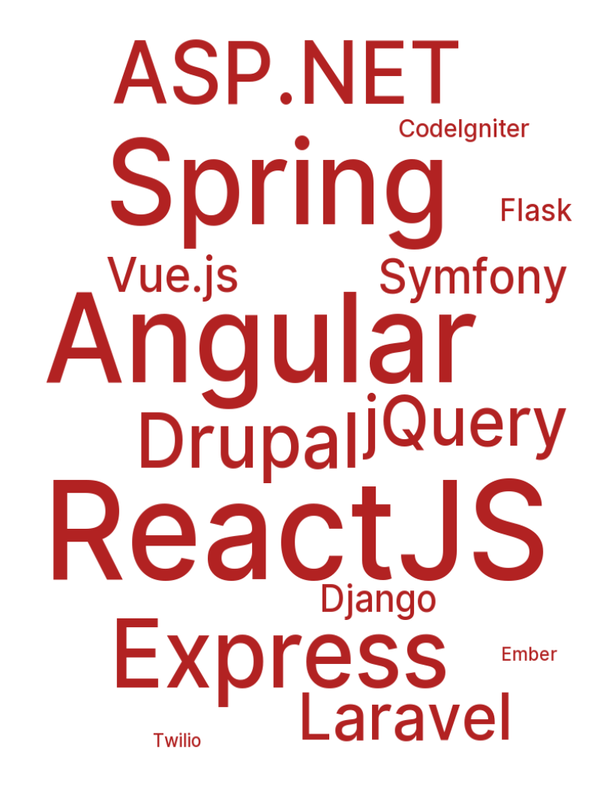 ASP.NET
CodeIgniter
Spring
Flask
Vue.js
Symfony
Angular
jQuery
Drupal
ReactJS
Django
Express
Ember
Laravel
Twilio